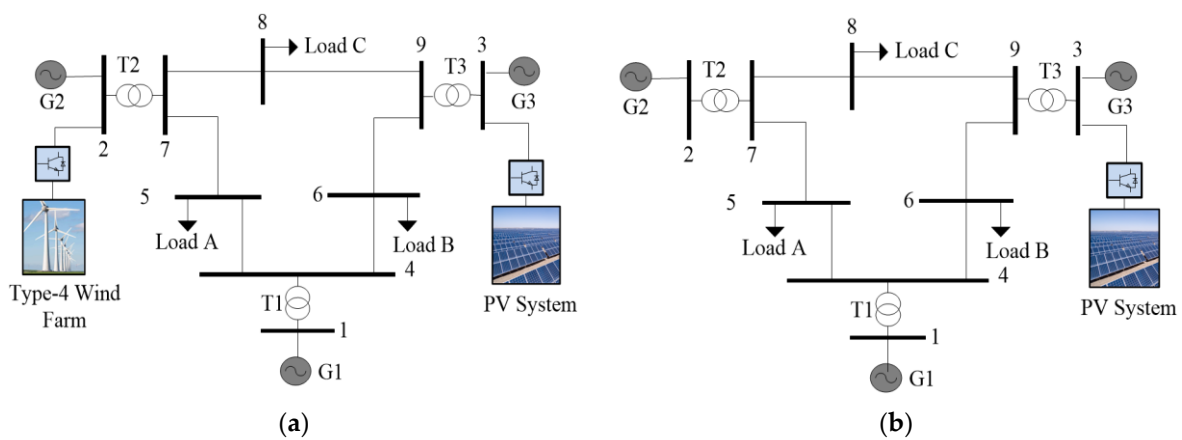 8
Load C
9
3
T2
T3
G2
G3
2
7
5
6
Load A
Load B
4
Type-4 Wind
Farm
PV System
T1
1
G1
(a)
8
Load C
9
3
T2
T3
G2
G3
2
7
5
6
Load A
Load B
4
PV System
T1
1
G1
(b)